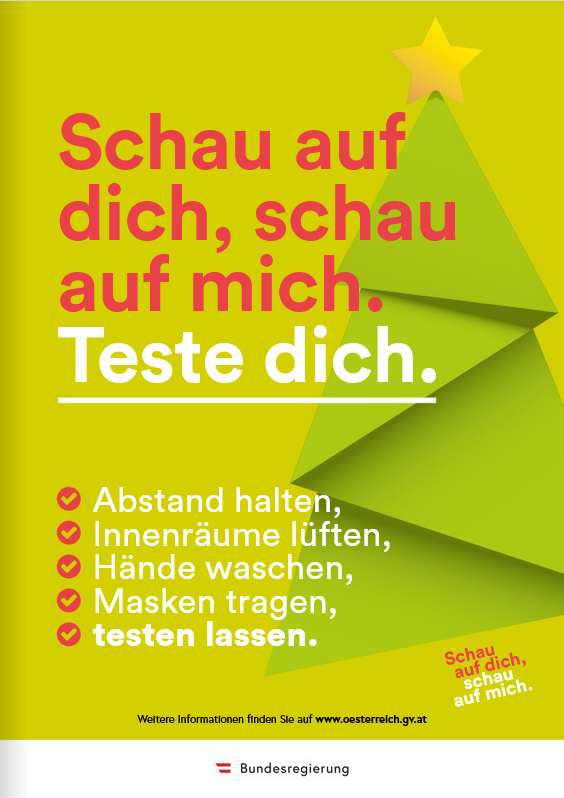 Schau auf
dich, schau
auf mich.
Teste dich.
Abstand halten,
Innenräume lüften,
Hände waschen,
Masken tragen,
testen lassen.
Schau
auf dich,
schau
auf mich.
Weitere Informationen finden Sie auf www.oesterreich.gv.at
Bundesregierung